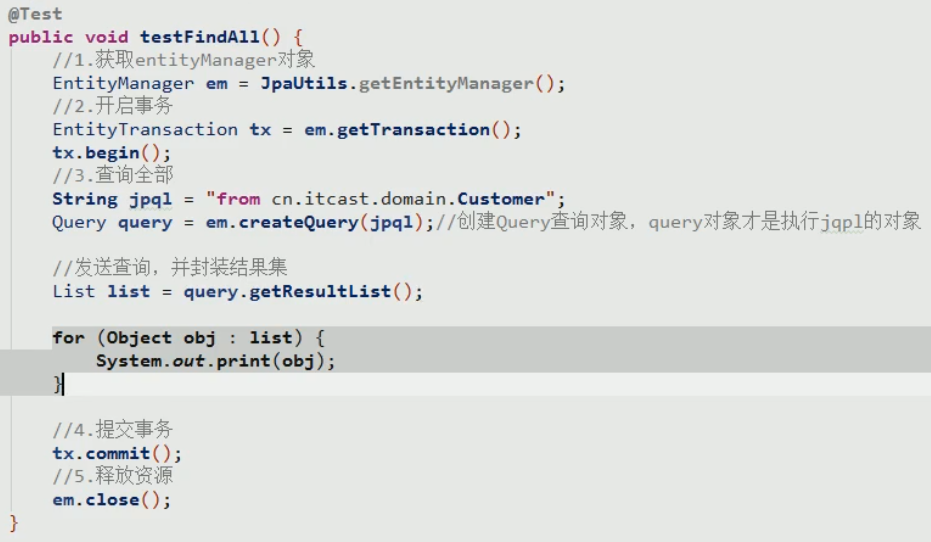 @Test
public void testFindAll() {
//1.获取entityManager对象
EntityManager em = JpaUtils.getEntityManager();
//2.开启事务
EntityTransaction tx = em.getTransaction();
tx.begin();
//3.查询全部
String jpql = "from cn.itcast.domain.Customer";
Query query = em.createQuery(jpql);//创建Query查询对象，query对象才是执行jqpl的对象
//发送查询，并封装结果集
List list = query.getResultList();
for (Object obj : list) {
System.out.print(obj);
}
//4.提交事务
tx.commit();
//5.释放资源
em.close();
}